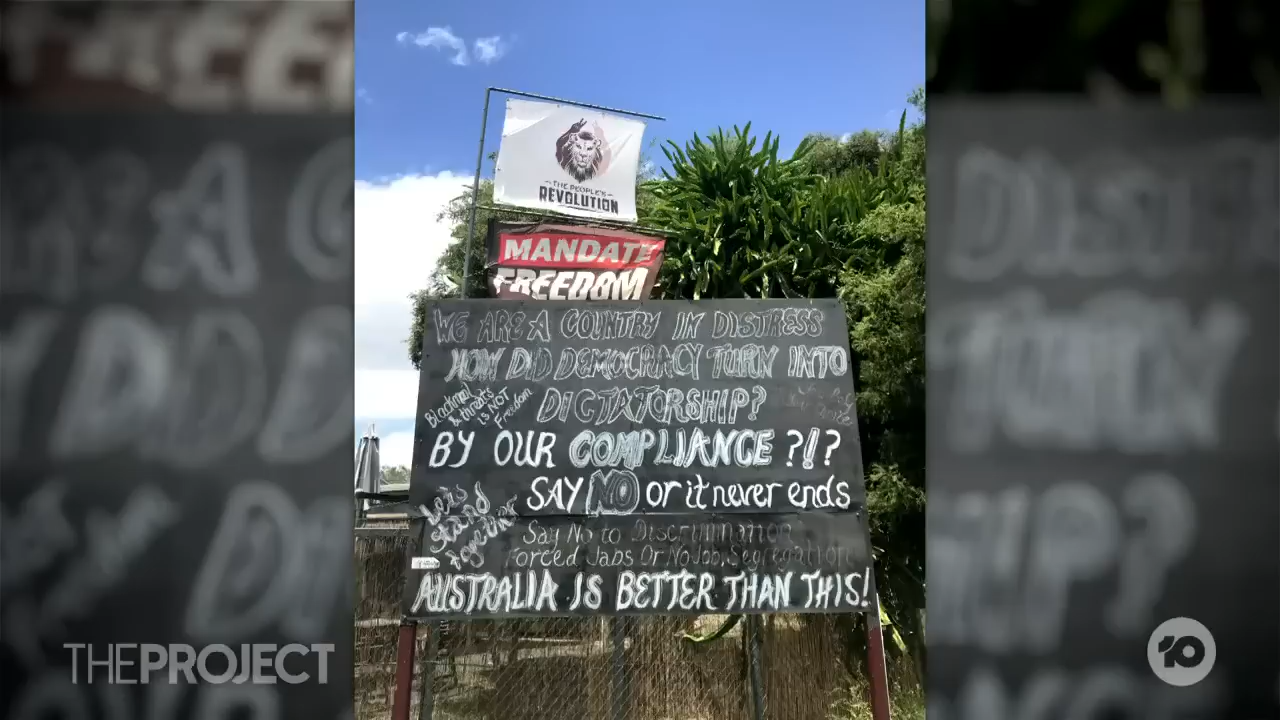 THE PEOPLE'S
REVOLUTION
MANDATE
FREEDOM
WE ARE A COUNTRY IN DISTRESS
HOW DID DEMOCRACY TURN INTO
DICTATORSHIP?
Blackmail
& threats
is NOT
Freedom
BY OUR COMPLIANCE ?!?
SAY NO or it never ends
Let's
stand
together
Say No to Discrimination
Forced Jabs Or No Job, Segregation
AUSTRALIA IS BETTER THAN THIS!
THEPROJECT
10